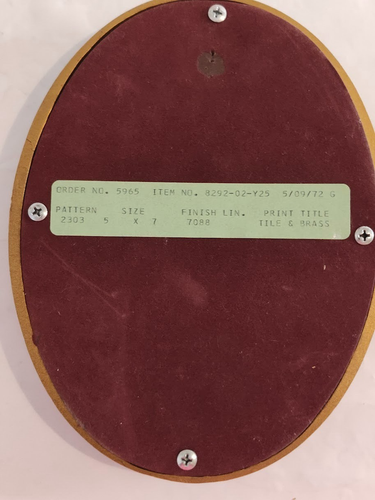 ORDER NO. 5965 ITEM NO. 8292-02-Y25 5/09/72 G
PATTERN SIZE FINISH LIN. PRINT TITLE
2303 5 X 7 7088 TILE & BRASS